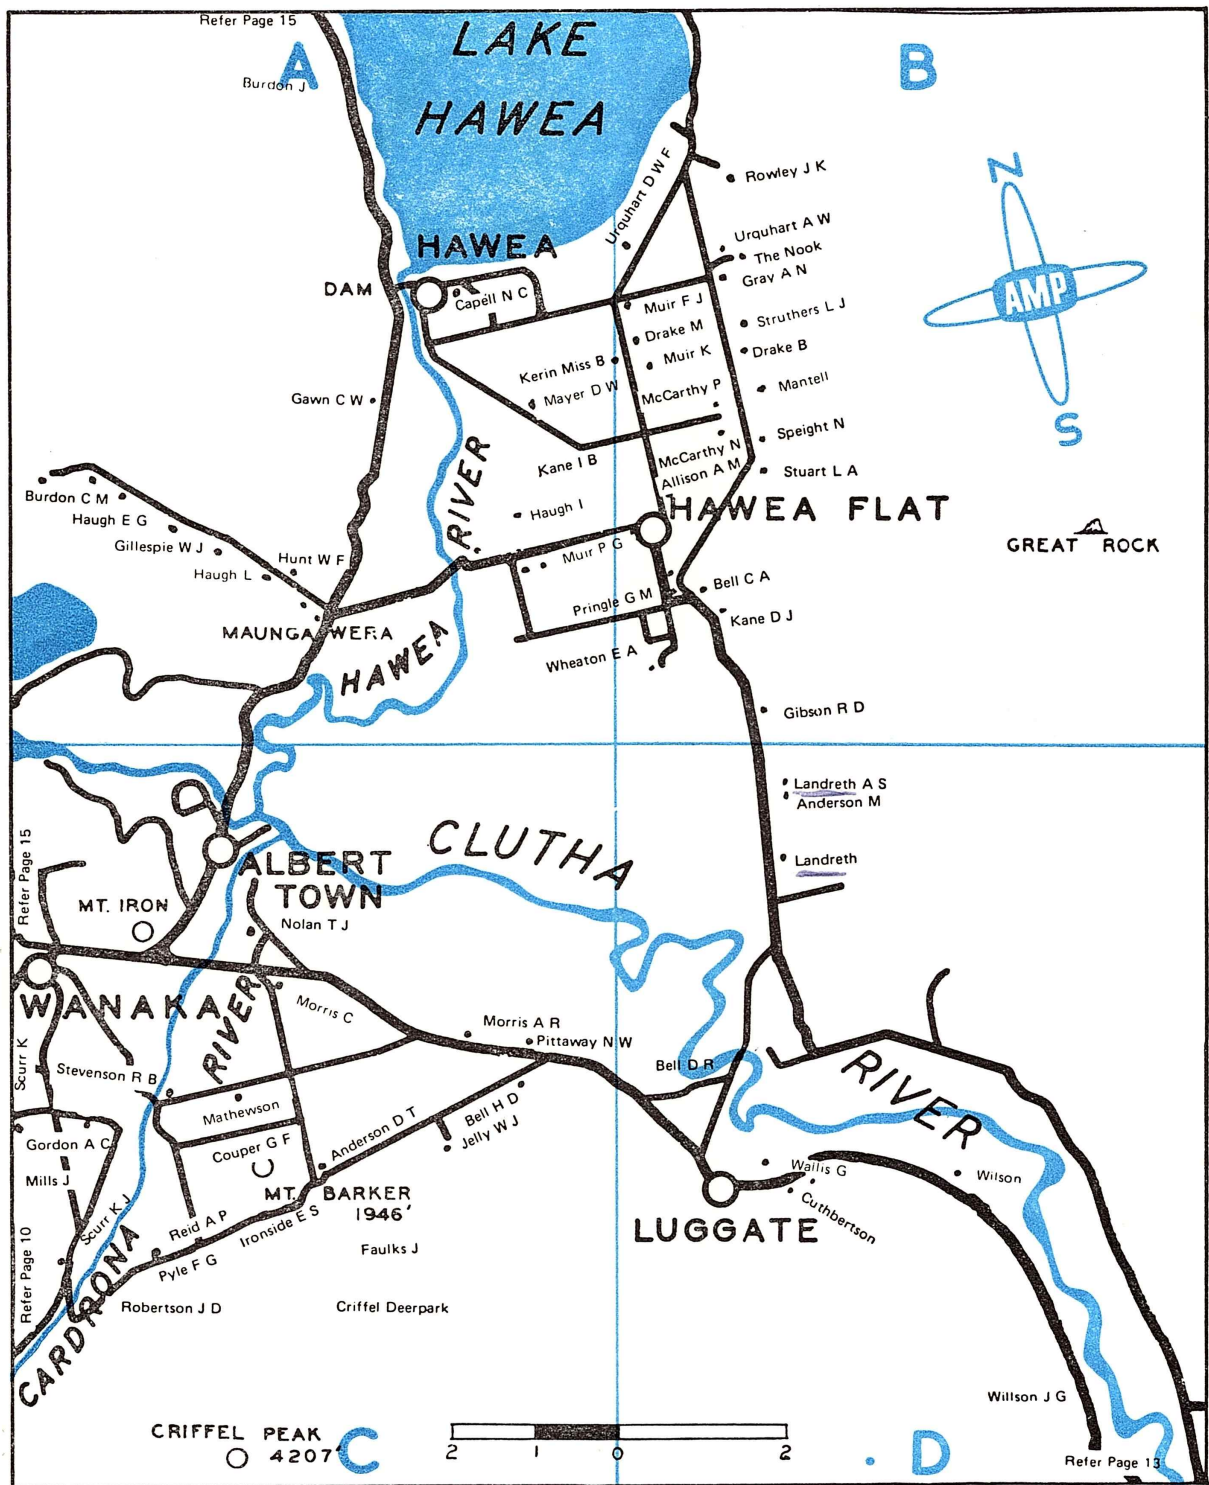 Refer Page 15
LAKE
HAWEA
A
B
Burdon J
N
Urquhart D W F
Rowley J K
Urquhart A W
The Nook
Gray A N
HAWEA
DAM
Capell N C
AMP
Muir F J
Struthers L J
Drake M
Drake B
Kerin Miss B
Muir K
Mayer D W
McCarthy P
Mantell
Gawn C W
S
Speight N
McCarthy N
Kane I B
Allison A M
Stuart L A
RIVER
Burdon C M
Haugh I
HAWEA FLAT
Haugh E G
Gillespie W J
GREAT ROCK
Hunt W F
Muir P G
Haugh L
Bell C A
Pringle G M
Kane D J
MAUNGAWERA
HAWEA
Wheaton E A
Gibson R D
Landreth A S
Anderson M
CLUTHA
Refer Page 15
ALBERT
TOWN
Landreth
MT. IRON
Nolan T J
WANAKA
RIVER
Morris C
Morris A R
Pittaway N W
Scurr K
Stevenson R B
Bell D R
RIVER
Mathewson
Bell H D
Anderson D T
Jelly W J
Gordon A C
Couper G F
Mills J
Wallis G
Wilson
MT. BARKER
1946'
Cuthbertson
Scurr K J
Reid A P
Ironside E S
LUGGATE
Faulks J
Pyle F G
Refer Page 10
CARDRONA
Robertson J D
Criffel Deerpark
Willson J G
CRIFFEL PEAK
4207'
C
2 1 0 2
D
Refer Page 13